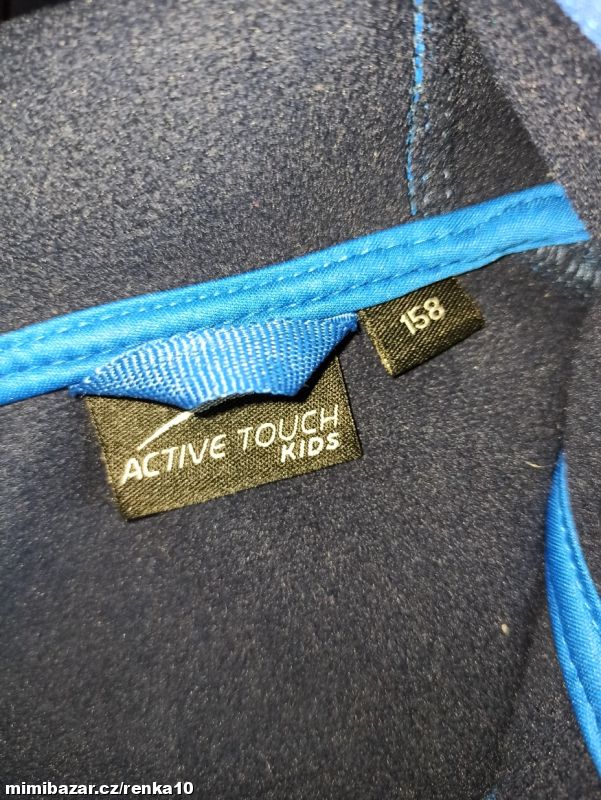 158
ACTIVE TOUCH
KIDS
mimibazar.cz/renka10